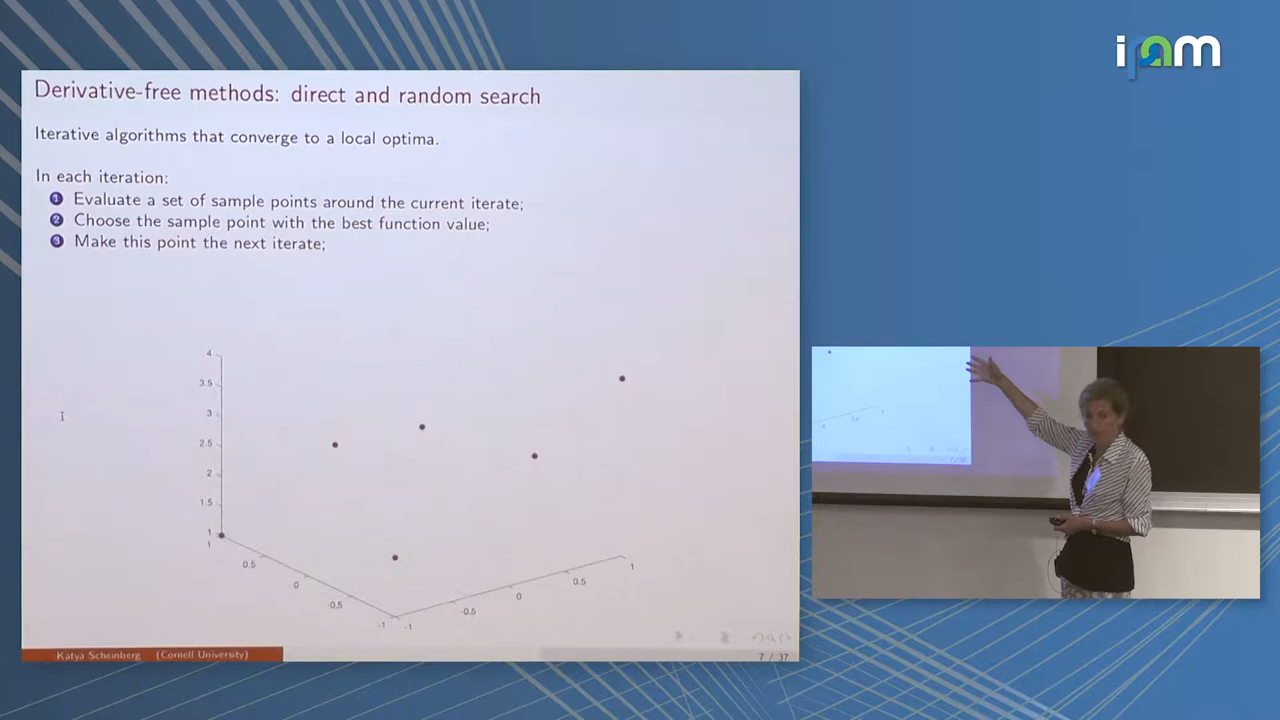 ipam
Derivative-free methods: direct and random search
Iterative algorithms that converge to a local optima.
In each iteration:
1 Evaluate a set of sample points around the current iterate;
2 Choose the sample point with the best function value;
3 Make this point the next iterate;
4
3.5
3
2.5
2
1.5
1
1
0.5
0
-0.5
-1
-1
-0.5
0
0.5
1
Katya Scheinberg (Cornell University)
7 / 37